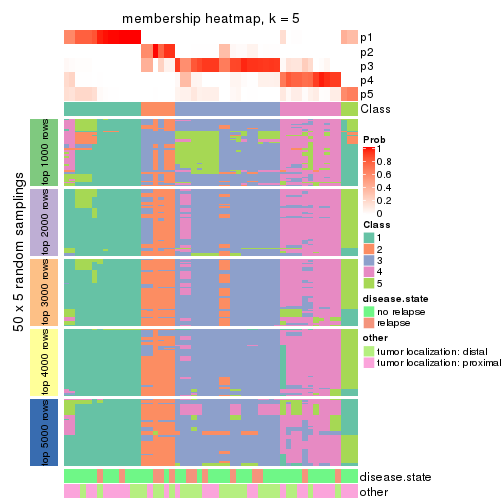 membership heatmap, k = 5
p1
p2
p3
p4
p5
Class
50 x 5 random samplings
top 1000 rows
top 2000 rows
top 3000 rows
top 4000 rows
top 5000 rows
disease.state
other
Prob
1
0.8
0.6
0.4
0.2
0
Class
1
2
3
4
5
disease.state
no relapse
relapse
other
tumor localization: distal
tumor localization: proximal